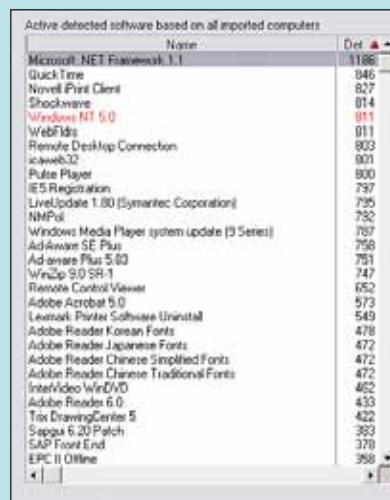 Active detected software based on all imported computers
Name Det
Microsoft .NET Framework 1.1 1186
QuickTime 846
Novell iPrint Client 827
Shockwave 814
Windows NT 5.0 811
WebFldrs 811
Remote Desktop Connection 803
icaweb32 801
Pulse Player 800
IE5 Registration 797
LiveUpdate 1.80 (Symantec Corporation) 795
NMPol 792
Windows Media Player system update (9 Series) 787
Ad-Aware SE Plus 758
Ad-aware Plus 5.83 751
WinZip 9.0 SR-1 747
Remote Control Viewer 652
Adobe Acrobat 5.0 573
Lexmark Printer Software Uninstall 549
Adobe Reader Korean Fonts 488
Adobe Reader Japanese Fonts 472
Adobe Reader Chinese Simplified Fonts 472
Adobe Reader Chinese Traditional Fonts 472
InterVideo WinDVD 462
Adobe Reader 6.0 433
Trix DrawingCenter 5 422
Sapgui 6.20 Patch 383
SAP Front End 378
EPC II Offline 358